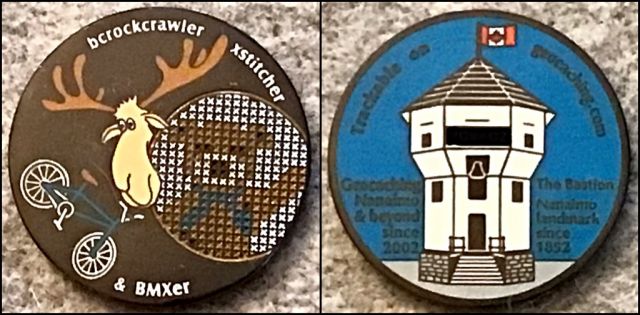 bcrockcrawler
xstitcher
& BMXer
Trackable on geocaching.com
Geocaching
Nanaimo
& beyond
since
2002
The Bastion
Nanaimo
landmark
since
1852